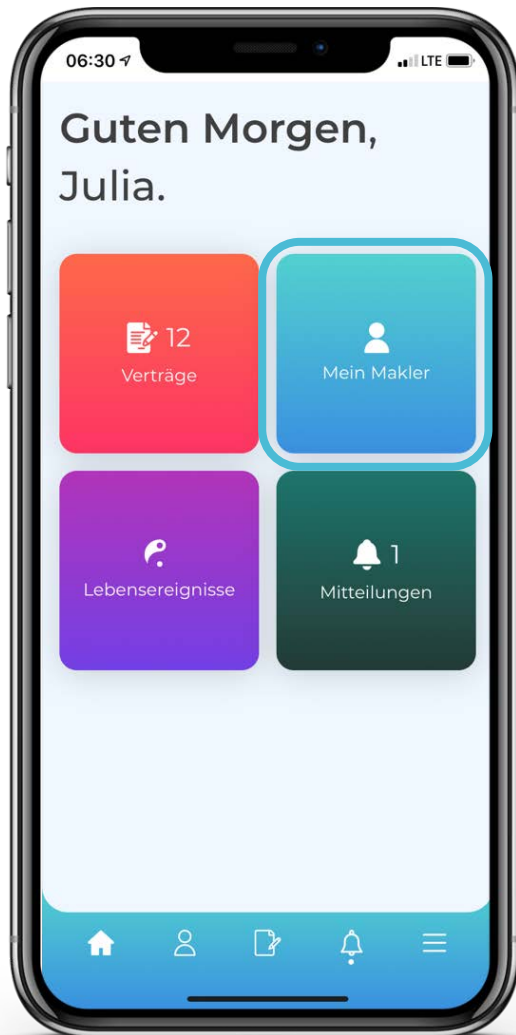 06:30
LTE
Guten Morgen,
Julia.
12
Verträge
Mein Makler
Lebensereignisse
1
Mitteilungen